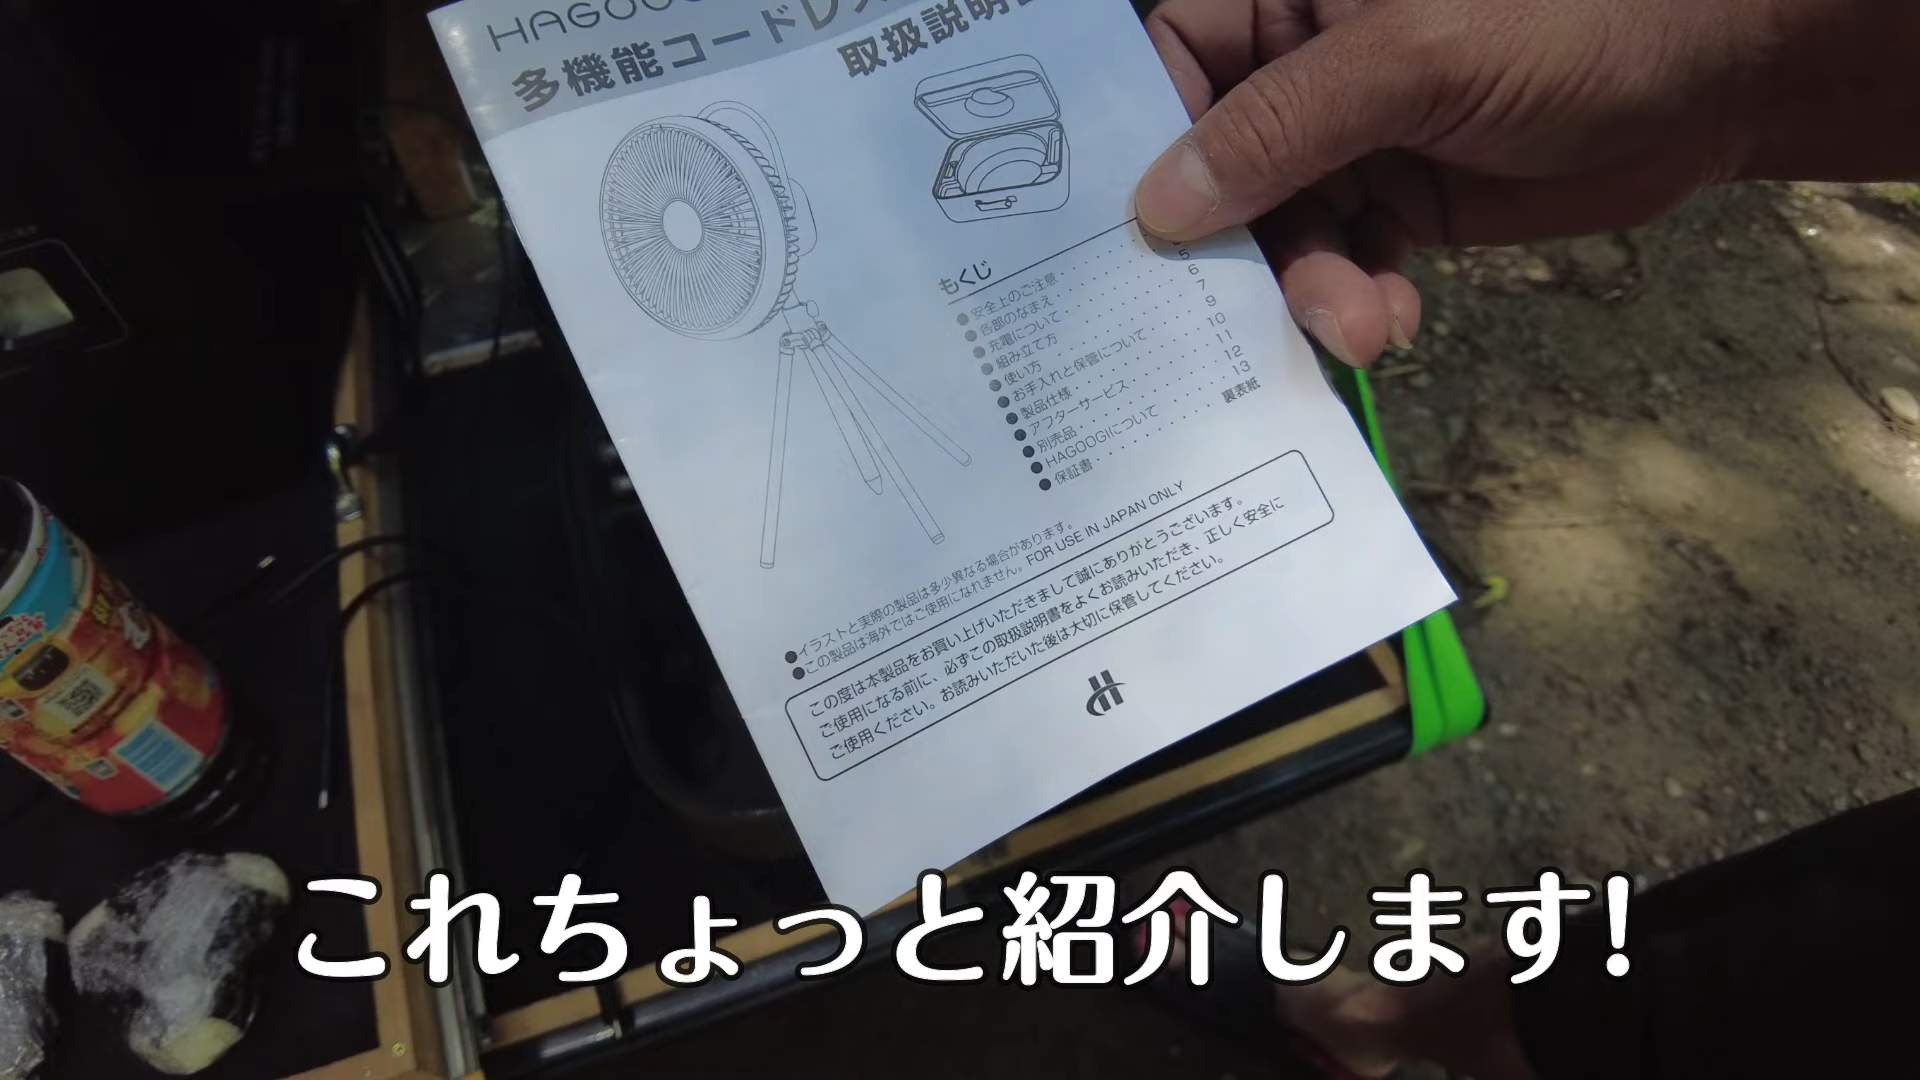 HAGOOG
多機能コードレス
取扱説明書
もくじ
●安全上のご注意
●各部のなまえ・・・・・・・・5
●充電について・・・・・・・・6
●組み立て方・・・・・・・・7
●使い方・・・・・・・・9
●お手入れと保管について・・・・10
●製品仕様・・・・・・・・11
●アフターサービス・・・・・・・12
●別売品・・・・・・・・13
●HAGOOGIについて
●保証書・・・・・・・・裏表紙
●イラストと実際の製品は多少異なる場合があります。
●この製品は海外ではご使用になれません。FOR USE IN JAPAN ONLY
この度は本製品をお買い上げいただきまして誠にありがとうございます。
ご使用になる前に、必ずこの取扱説明書をよくお読みいただき、正しく安全に
ご使用ください。お読みいただいた後は大切に保管してください。
これちょっと紹介します!